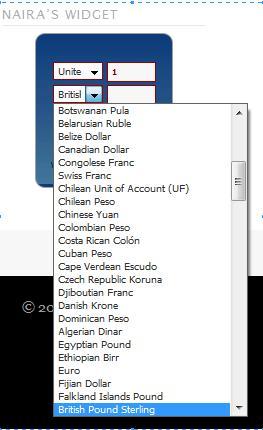 NAIRA'S WIDGET
Unite
1
Britisl
Botswanan Pula
Belarusian Ruble
Belize Dollar
Canadian Dollar
Congolese Franc
Swiss Franc
Chilean Unit of Account (UF)
Chilean Peso
Chinese Yuan
Colombian Peso
Costa Rican Colón
Cuban Peso
Cape Verdean Escudo
Czech Republic Koruna
Djiboutian Franc
Danish Krone
Dominican Peso
Algerian Dinar
Egyptian Pound
Ethiopian Birr
Euro
Fijian Dollar
Falkland Islands Pound
British Pound Sterling